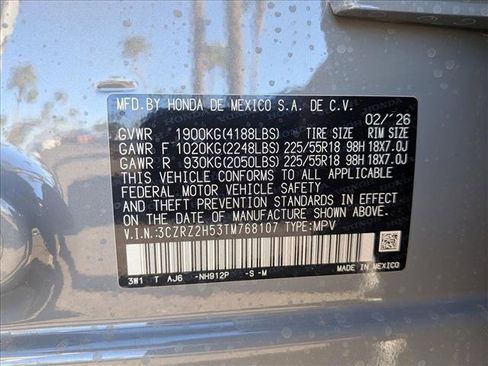 MFD. BY HONDA DE MEXICO S.A. DE C.V.
02/'26
GVWR 1900KG(4188LBS) TIRE SIZE RIM SIZE
GAWR F 1020KG(2248LBS) 225/55R18 98H 18X7.0J
GAWR R 930KG(2050LBS) 225/55R18 98H 18X7.0J
THIS VEHICLE CONFORMS TO ALL APPLICABLE
FEDERAL MOTOR VEHICLE SAFETY
AND THEFT PREVENTION STANDARDS IN EFFECT
ON THE DATE OF MANUFACTURE SHOWN ABOVE.
V.I.N.:3CZRZ2H53TM768107 TYPE:MPV
3W1 T AJ6 -NH912P -S -M
MADE IN MEXICO